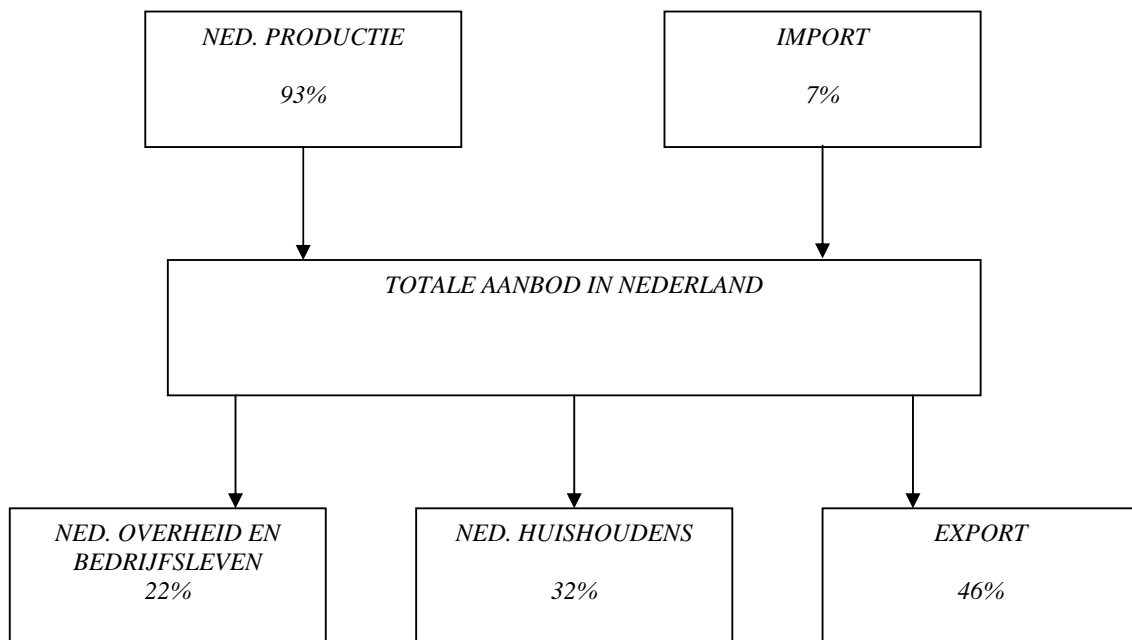 NED. PRODUCTIE
93%
IMPORT
7%
TOTALE AANBOD IN NEDERLAND
NED. OVERHEID EN
BEDRIJFSLEVEN
22%
NED. HUISHOUDENS
32%
EXPORT
46%